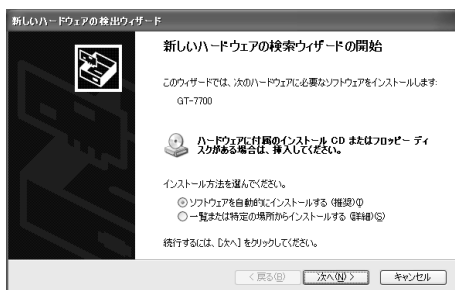 新しいハードウェアの検出ウィザード
新しいハードウェアの検索ウィザードの開始
このウィザードでは、次のハードウェアに必要なソフトウェアをインストールします:
GT-7700
ハードウェアに付属のインストール CD またはフロッピー ディ
スクがある場合は、挿入してください。
インストール方法を選んでください。
ソフトウェアを自動的にインストールする (推奨)(I)
一覧または特定の場所からインストールする (詳細)(S)
続行するには、[次へ] をクリックしてください。
< 戻る(B) 次へ(N) > キャンセル